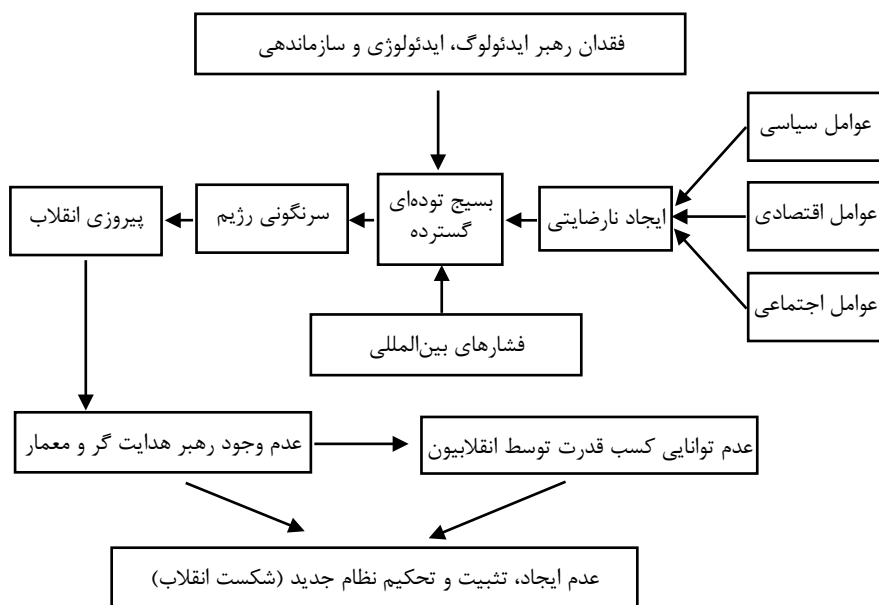 فقدان رهبر ایدئولوگ، ایدئولوژی و سازماندهی
عوامل سیاسی
عوامل اقتصادی
عوامل اجتماعی
ایجاد نارضایتی
بسیج توده‌ای
گسترده
سرنگونی رژیم
پیروزی انقلاب
فشارهای بین‌المللی
عدم وجود رهبر هدایت گر و معمار
عدم توانایی کسب قدرت توسط انقلابیون
عدم ایجاد، تثبیت و تحکیم نظام جدید (شکست انقلاب)